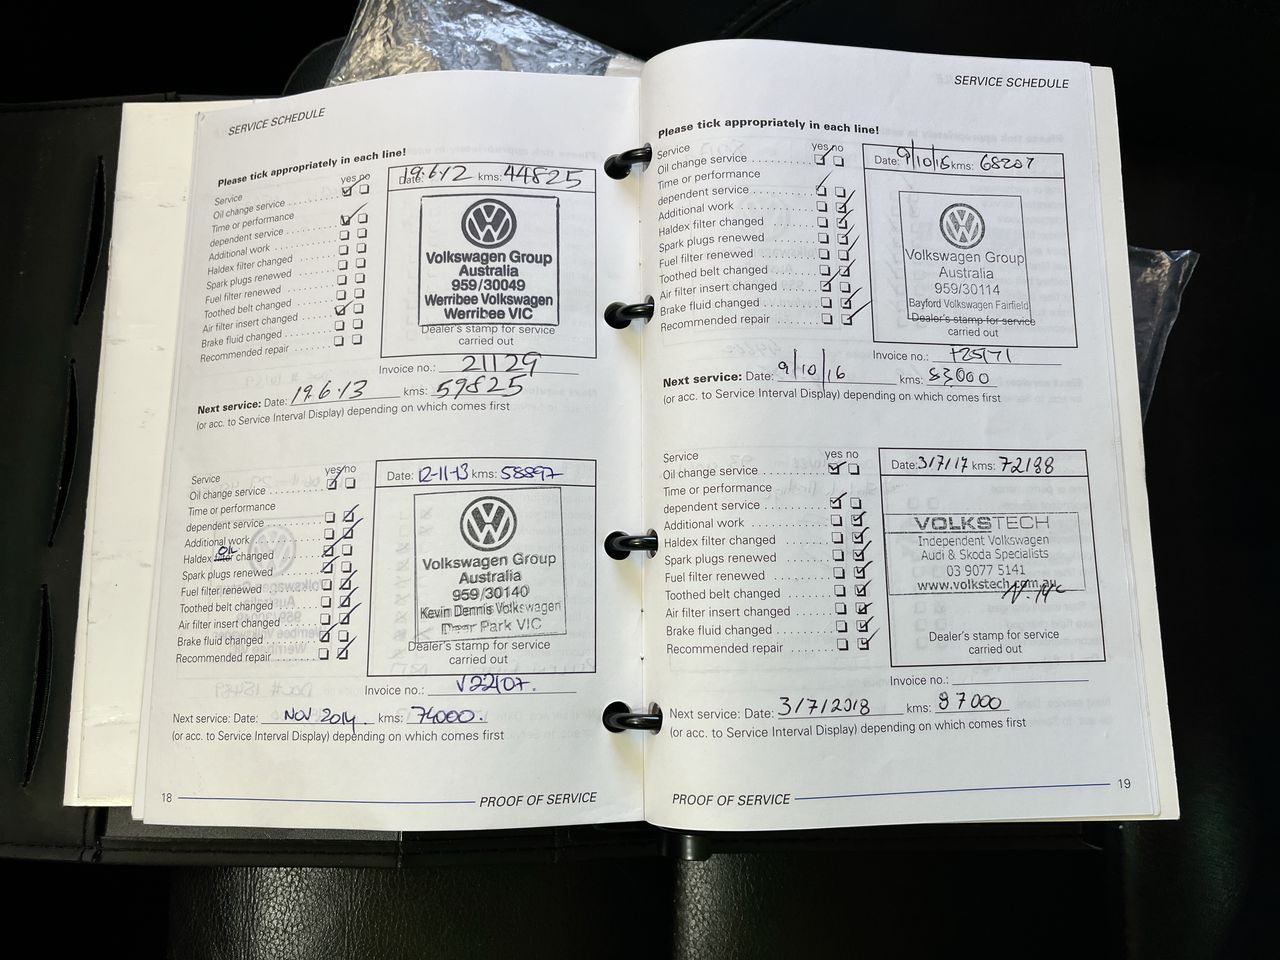 SERVICE SCHEDULE
Please tick appropriately in each line!
yes no
Service
Oil change service
Time or performance
dependent service
Additional work
Haldex filter changed
Spark plugs renewed
Fuel filter renewed
Toothed belt changed
Air filter insert changed
Brake fluid changed
Recommended repair
Date: 19.6.12 kms: 44825
Volkswagen Group
Australia
959/30049
Werribee Volkswagen
Werribee VIC
Dealer's stamp for service
carried out
Invoice no.: 21129
Next service: Date: 19.6.13 kms: 59825
(or acc. to Service Interval Display) depending on which comes first
yes no
Service
Oil change service
Time or performance
dependent service
Additional work
OIL
Haldex filter changed
Spark plugs renewed
Fuel filter renewed
Toothed belt changed
Air filter insert changed
Brake fluid changed
Recommended repair
Date: 12-11-13 kms: 58897
Volkswagen Group
Australia
959/30140
Kevin Dennis Volkswagen
Deer Park VIC
Dealer's stamp for service
carried out
Invoice no.: V22107.
Next service: Date: NOV 2014 kms: 74000.
(or acc. to Service Interval Display) depending on which comes first
18 PROOF OF SERVICE
SERVICE SCHEDULE
Please tick appropriately in each line!
yes no
Service
Oil change service
Time or performance
dependent service
Additional work
Haldex filter changed
Spark plugs renewed
Fuel filter renewed
Toothed belt changed
Air filter insert changed
Brake fluid changed
Recommended repair
Date: 9/10/16 kms: 68207
Volkswagen Group
Australia
959/30114
Bayford Volkswagen Fairfield
Dealer's stamp for service
carried out
Invoice no.:
Next service: Date: 9/10/16 kms: 83000
(or acc. to Service Interval Display) depending on which comes first
yes no
Service
Oil change service
Time or performance
dependent service
Additional work
Haldex filter changed
Spark plugs renewed
Fuel filter renewed
Toothed belt changed
Air filter insert changed
Brake fluid changed
Recommended repair
Date: 3/7/17 kms: 72188
VOLKSTECH
Independent Volkswagen
Audi & Skoda Specialists
03 9077 5141
www.volkstech.com.au
Dealer's stamp for service
carried out
Invoice no.:
Next service: Date: 3/7/2018 kms: 87000
(or acc. to Service Interval Display) depending on which comes first
PROOF OF SERVICE 19